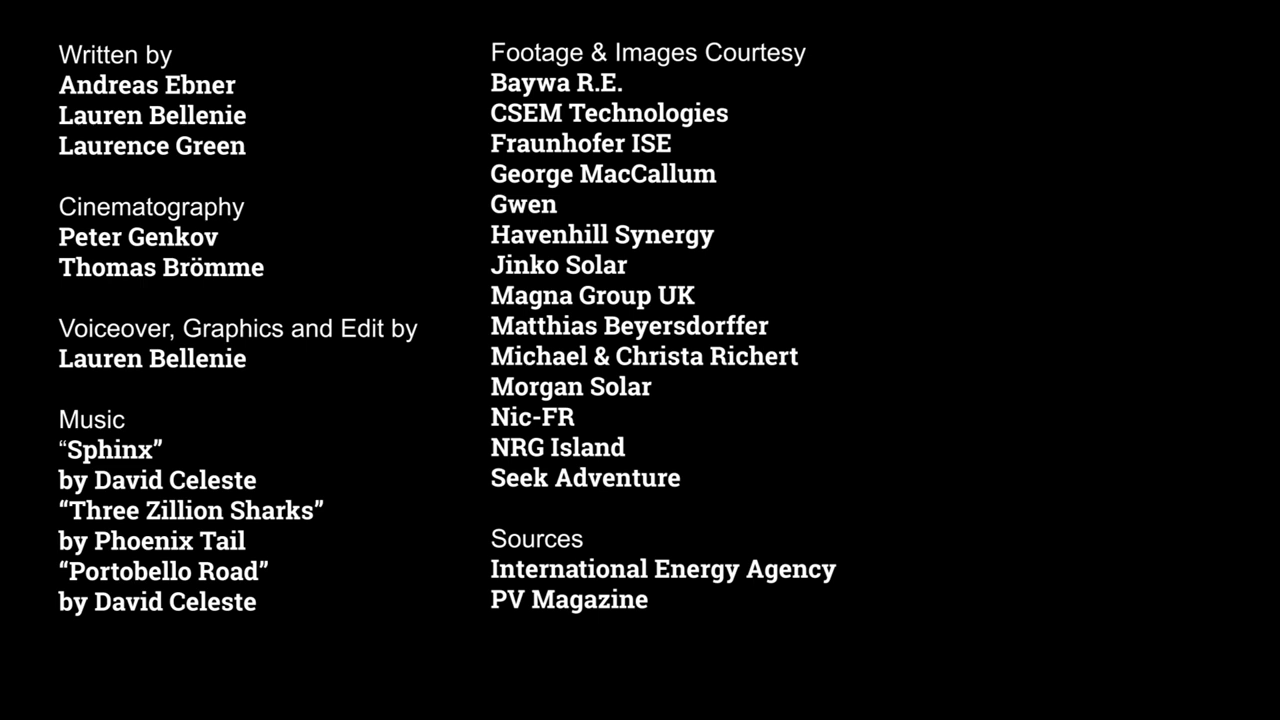 Written by
Andreas Ebner
Lauren Bellenie
Laurence Green
Cinematography
Peter Genkov
Thomas Brömme
Voiceover, Graphics and Edit by
Lauren Bellenie
Music
“Sphinx”
by David Celeste
“Three Zillion Sharks”
by Phoenix Tail
“Portobello Road”
by David Celeste
Footage & Images Courtesy
Baywa R.E.
CSEM Technologies
Fraunhofer ISE
George MacCallum
Gwen
Havenhill Synergy
Jinko Solar
Magna Group UK
Matthias Beyersdorffer
Michael & Christa Richert
Morgan Solar
Nic-FR
NRG Island
Seek Adventure
Sources
International Energy Agency
PV Magazine